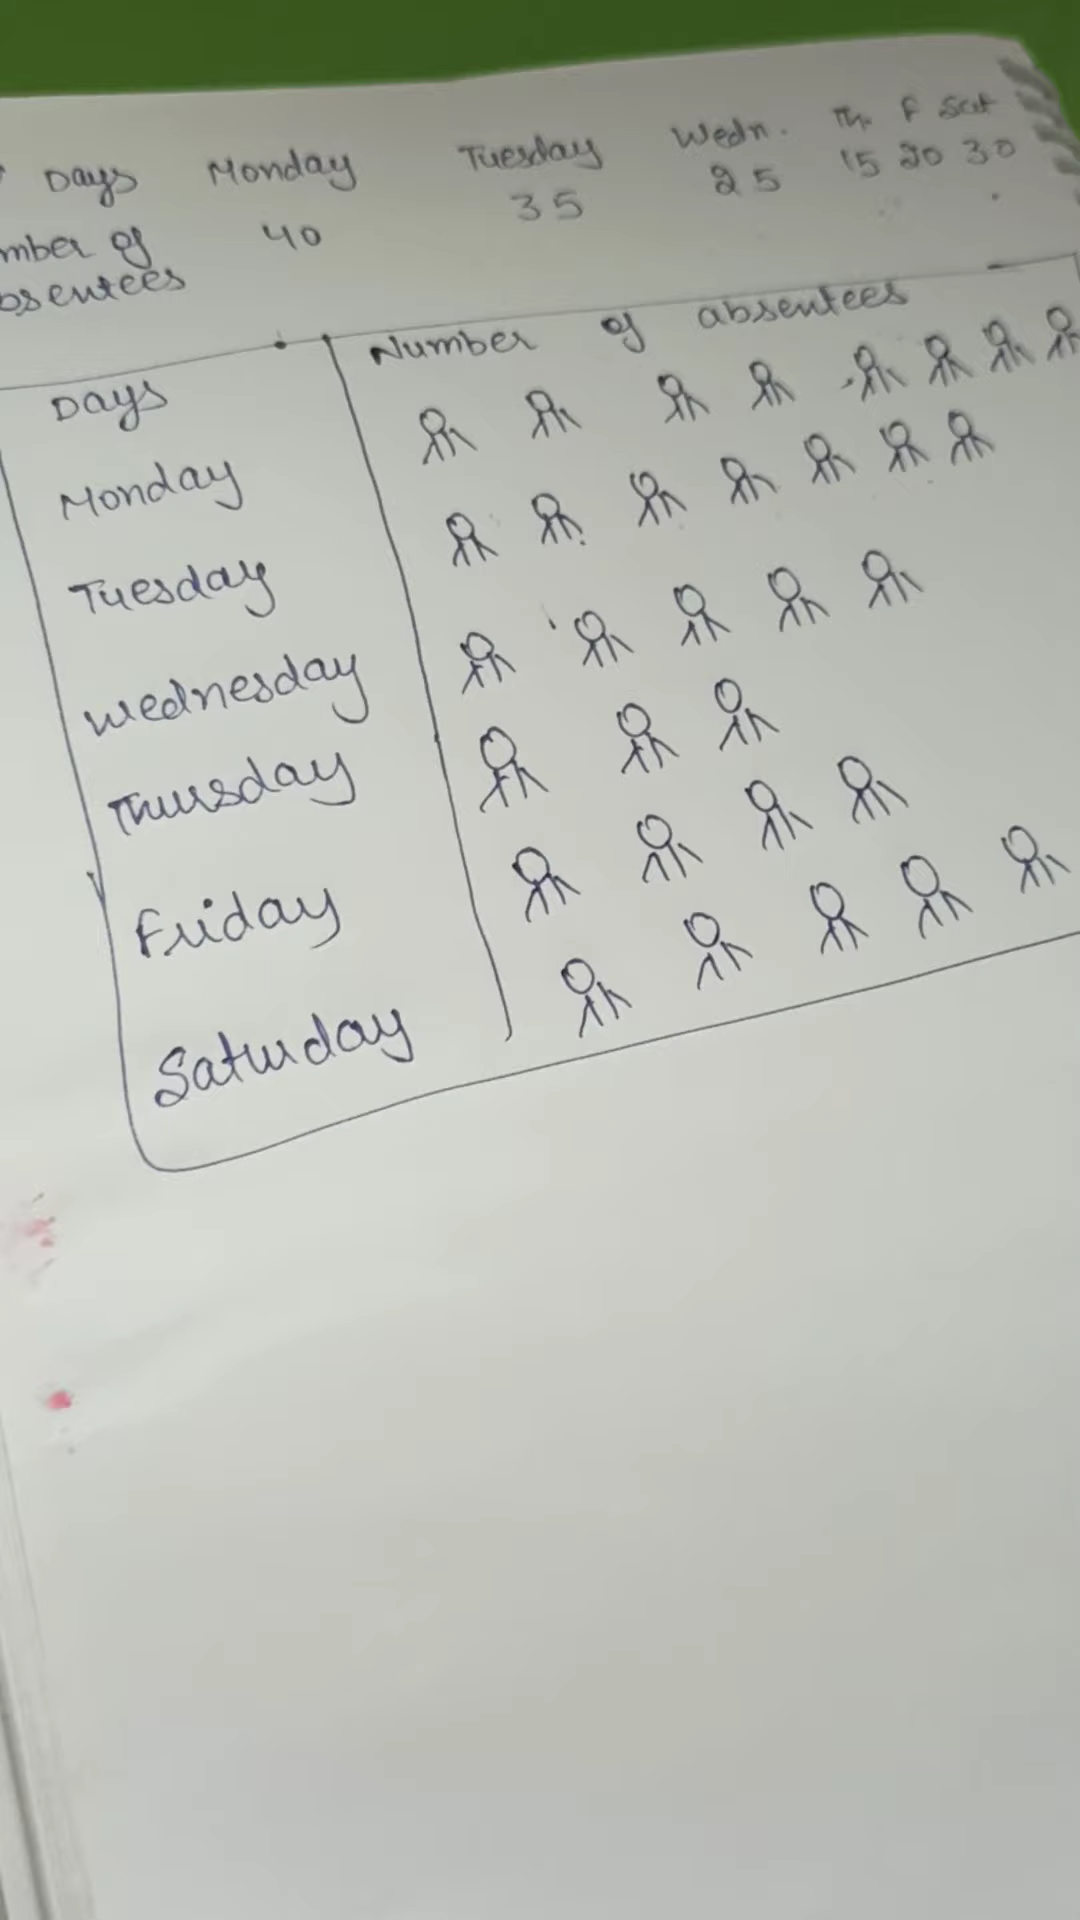 Days Monday Tuesday Wedn. Th. F Sat
mber of 40 35 25 15 20 30
bsentees
Days Number of absentees
Monday
Tuesday
Wednesday
Thursday
Friday
Saturday